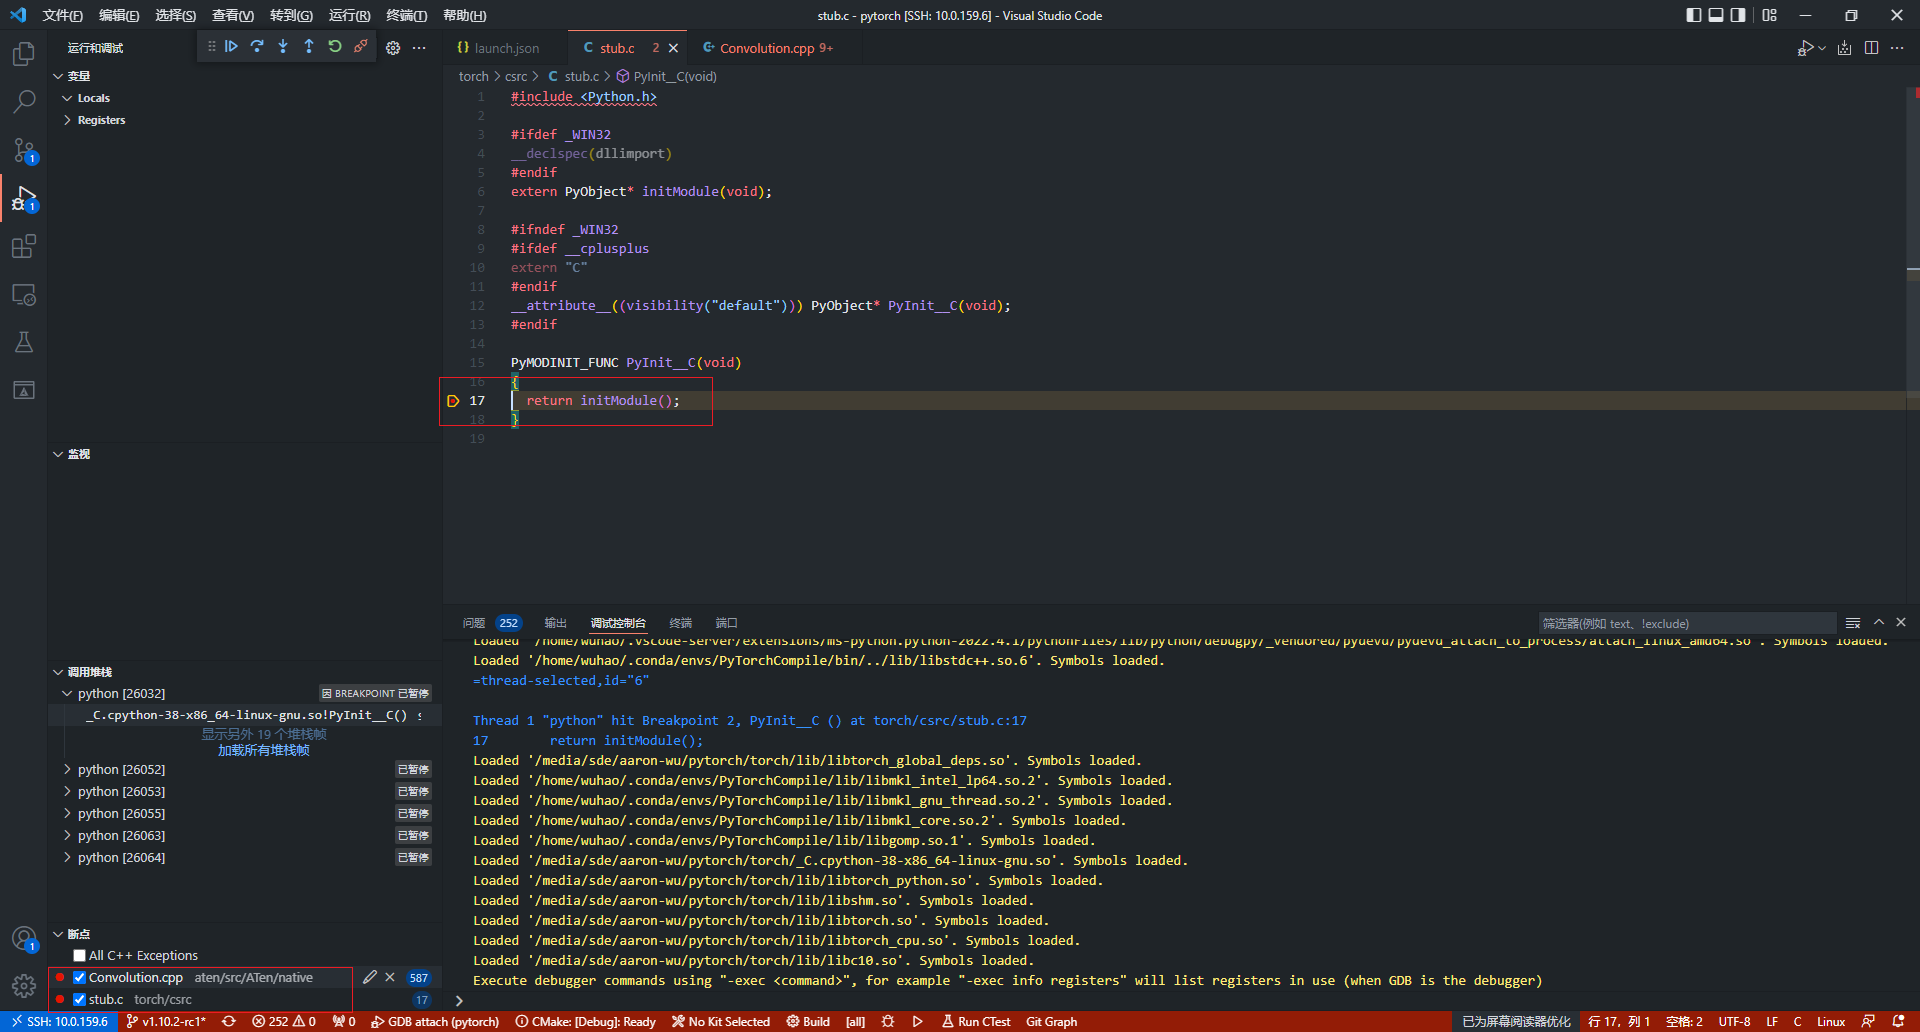 文件(F) 编辑(E) 选择(S) 查看(V) 转到(G) 运行(R) 终端(T) 帮助(H)
stub.c - pytorch [SSH: 10.0.159.6] - Visual Studio Code
运行和调试
launch.json
C stub.c 2
Convolution.cpp 9+
torch > csrc > C stub.c > PyInit__C(void)
变量
Locals
Registers
1 #include <Python.h>
2
3 #ifdef _WIN32
4 __declspec(dllimport)
5 #endif
6 extern PyObject* initModule(void);
7
8 #ifndef _WIN32
9 #ifdef __cplusplus
10 extern "C"
11 #endif
12 __attribute__((visibility("default"))) PyObject* PyInit__C(void);
13 #endif
14
15 PyMODINIT_FUNC PyInit__C(void)
16 {
17 return initModule();
18 }
19
监视
调用堆栈
python [26032] 因 BREAKPOINT 已暂停
_C.cpython-38-x86_64-linux-gnu.so!PyInit__C()
显示另外 19 个堆栈帧
加载所有堆栈帧
python [26052] 已暂停
python [26053] 已暂停
python [26055] 已暂停
python [26063] 已暂停
python [26064] 已暂停
断点
All C++ Exceptions
Convolution.cpp aten/src/ATen/native 587
stub.c torch/csrc 17
问题 252 输出 调试控制台 终端 端口
筛选器(例如 text、!exclude)
Loaded '/home/wuhao/.vscode-server/extensions/ms-python.python-2022.4.1/pythonFiles/lib/python/debugpy/_vendored/pydevd/pydevd_attach_to_process/attach_linux_amd64.so'. Symbols loaded.
Loaded '/home/wuhao/.conda/envs/PyTorchCompile/bin/../lib/libstdc++.so.6'. Symbols loaded.
=thread-selected,id="6"
Thread 1 "python" hit Breakpoint 2, PyInit__C () at torch/csrc/stub.c:17
17 return initModule();
Loaded '/media/sde/aaron-wu/pytorch/torch/lib/libtorch_global_deps.so'. Symbols loaded.
Loaded '/home/wuhao/.conda/envs/PyTorchCompile/lib/libmkl_intel_lp64.so.2'. Symbols loaded.
Loaded '/home/wuhao/.conda/envs/PyTorchCompile/lib/libmkl_gnu_thread.so.2'. Symbols loaded.
Loaded '/home/wuhao/.conda/envs/PyTorchCompile/lib/libmkl_core.so.2'. Symbols loaded.
Loaded '/home/wuhao/.conda/envs/PyTorchCompile/lib/libgomp.so.1'. Symbols loaded.
Loaded '/media/sde/aaron-wu/pytorch/torch/_C.cpython-38-x86_64-linux-gnu.so'. Symbols loaded.
Loaded '/media/sde/aaron-wu/pytorch/torch/lib/libtorch_python.so'. Symbols loaded.
Loaded '/media/sde/aaron-wu/pytorch/torch/lib/libshm.so'. Symbols loaded.
Loaded '/media/sde/aaron-wu/pytorch/torch/lib/libtorch.so'. Symbols loaded.
Loaded '/media/sde/aaron-wu/pytorch/torch/lib/libtorch_cpu.so'. Symbols loaded.
Loaded '/media/sde/aaron-wu/pytorch/torch/lib/libc10.so'. Symbols loaded.
Execute debugger commands using "-exec <command>", for example "-exec info registers" will list registers in use (when GDB is the debugger)
SSH: 10.0.159.6 v1.10.2-rc1* 252 0 0 GDB attach (pytorch) CMake: [Debug]: Ready No Kit Selected Build [all] Run CTest Git Graph
已为屏幕阅读器优化 行 17，列 1 空格: 2 UTF-8 LF C Linux